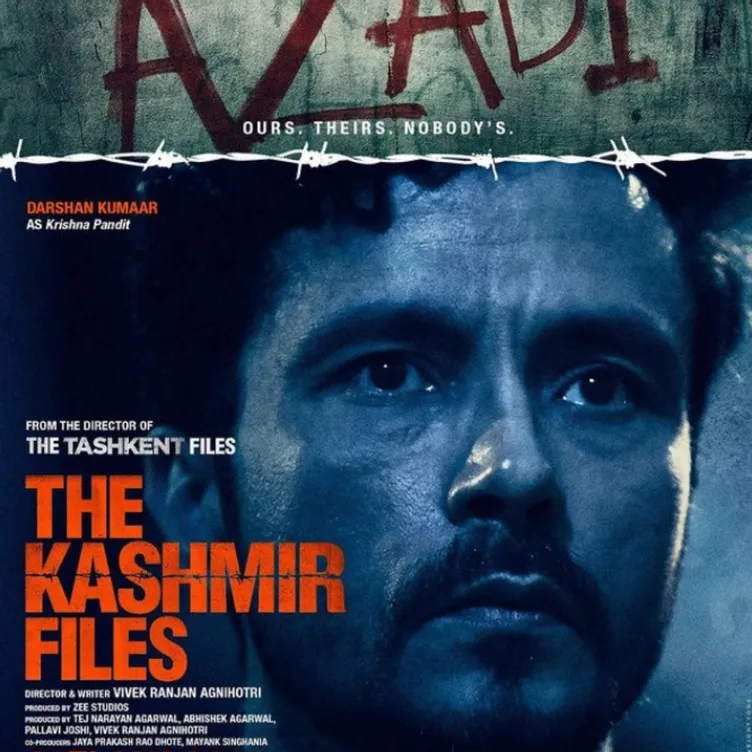 AZADI
OURS. THEIRS. NOBODY'S.
DARSHAN KUMAAR
AS Krishna Pandit
FROM THE DIRECTOR OF
THE TASHKENT FILES
THE
KASHMIR
FILES
DIRECTOR & WRITER VIVEK RANJAN AGNIHOTRI
PRODUCED BY ZEE STUDIOS
PRODUCED BY TEJ NARAYAN AGARWAL, ABHISHEK AGARWAL,
PALLAVI JOSHI, VIVEK RANJAN AGNIHOTRI
CO-PRODUCERS JAYA PRAKASH RAO DHOTE, MAYANK SINGHANIA